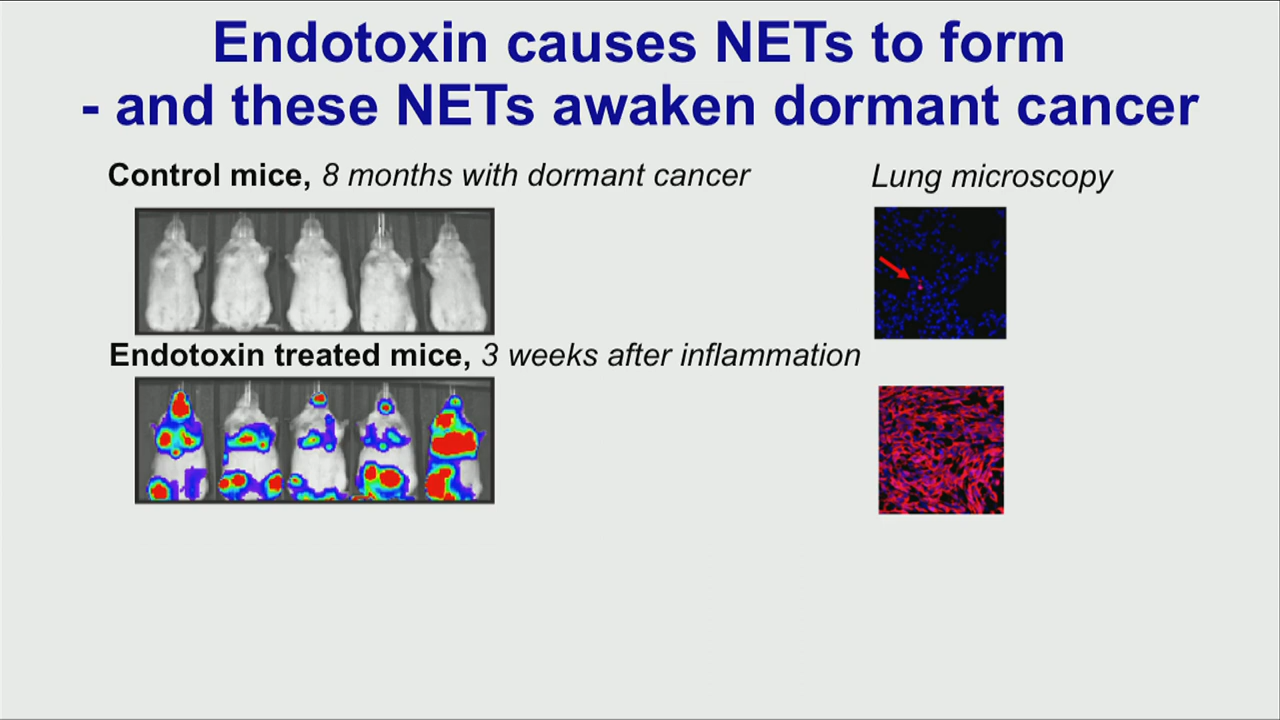 Endotoxin causes NETs to form
- and these NETs awaken dormant cancer
Control mice, 8 months with dormant cancer
Lung microscopy
Endotoxin treated mice, 3 weeks after inflammation